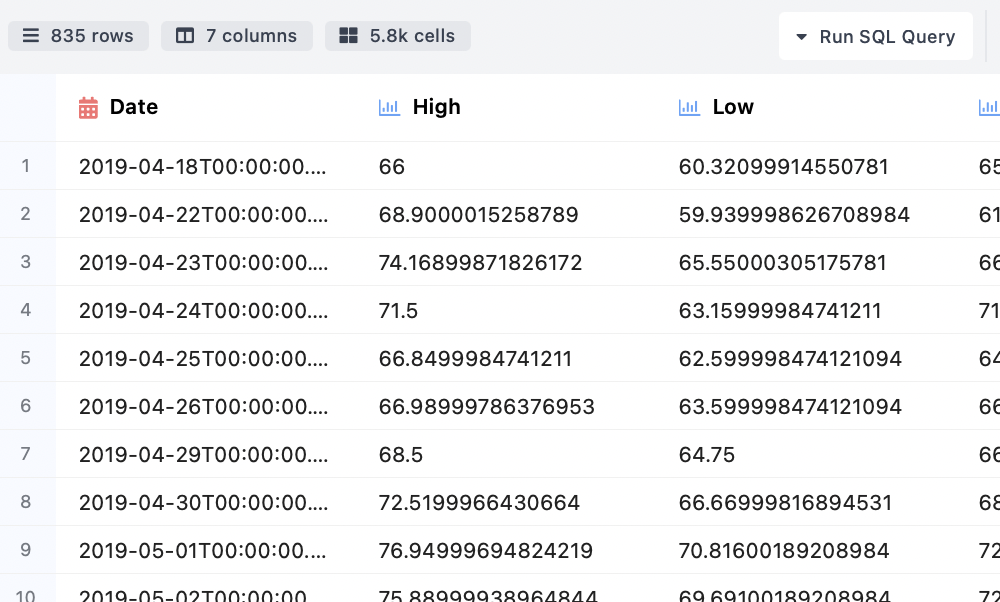 835 rows 7 columns 5.8k cells Run SQL Query
Date High Low
1 2019-04-18T00:00:00.... 66 60.32099914550781 65
2 2019-04-22T00:00:00.... 68.9000015258789 59.939998626708984 61
3 2019-04-23T00:00:00.... 74.16899871826172 65.55000305175781 66
4 2019-04-24T00:00:00.... 71.5 63.15999984741211 71
5 2019-04-25T00:00:00.... 66.8499984741211 62.599998474121094 64
6 2019-04-26T00:00:00.... 66.98999786376953 63.599998474121094 66
7 2019-04-29T00:00:00.... 68.5 64.75 66
8 2019-04-30T00:00:00.... 72.5199966430664 66.66999816894531 68
9 2019-05-01T00:00:00.... 76.94999694824219 70.81600189208984 72
10 2019-05-02T00:00:00.... 75.88999938964844 69.69100189208984 72